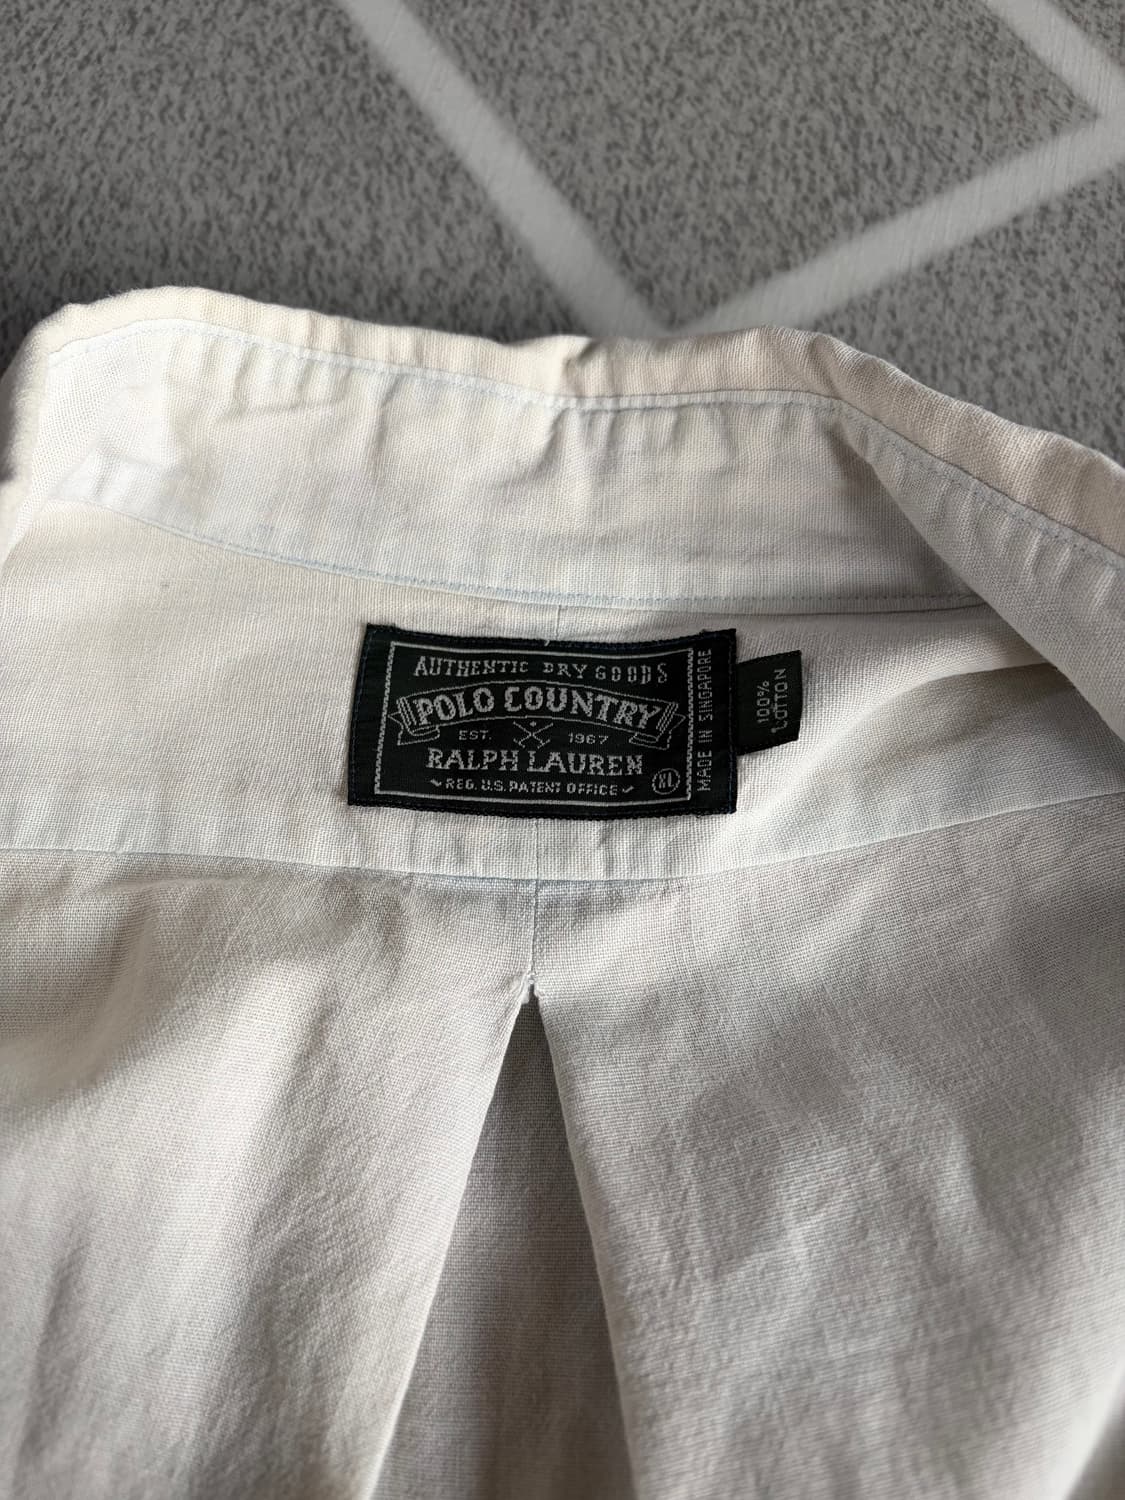 AUTHENTIC DRY GOODS
POLO COUNTRY
EST. 1967
RALPH LAUREN
REG. U.S. PATENT OFFICE
XL
MADE IN SINGAPORE
100%
COTTON